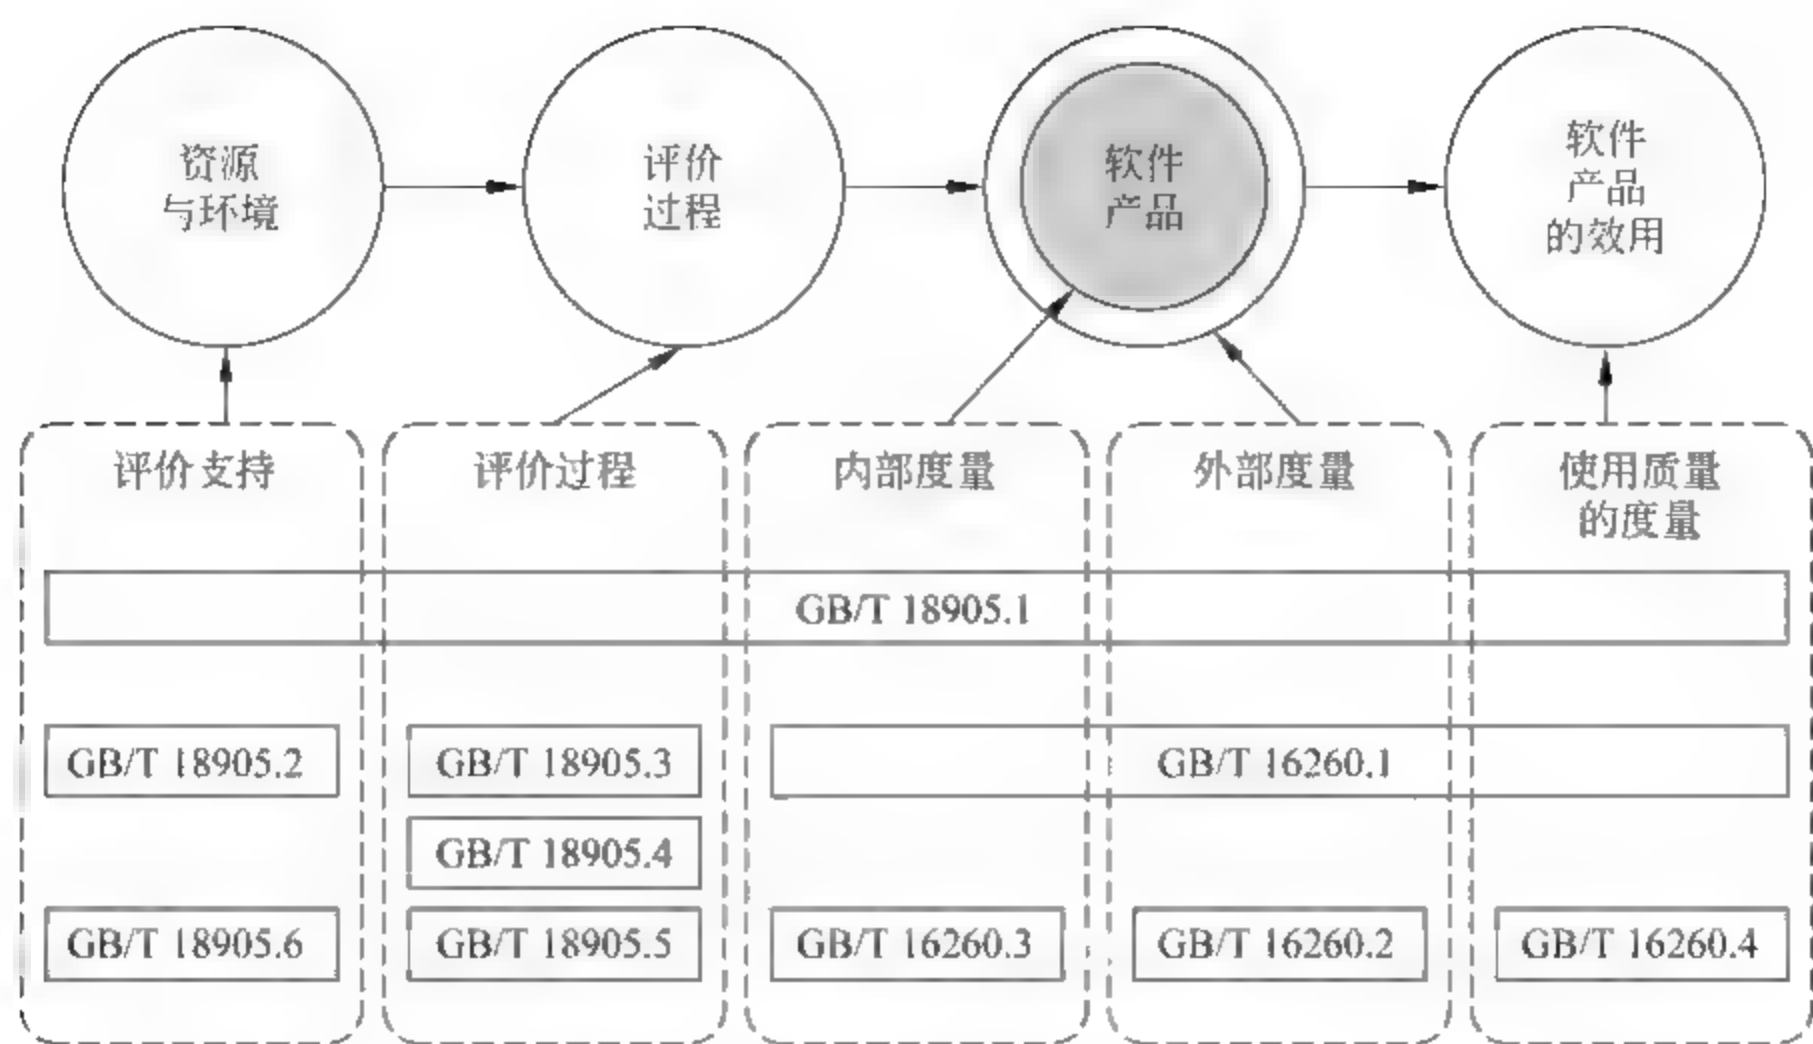 资源
与环境
评价
过程
软件
产品
软件
产品
的效用
评价支持
评价过程
内部度量
外部度量
使用质量
的度量
GB/T 18905.1
GB/T 18905.2
GB/T 18905.3
GB/T 16260.1
GB/T 18905.4
GB/T 18905.6
GB/T 18905.5
GB/T 16260.3
GB/T 16260.2
GB/T 16260.4